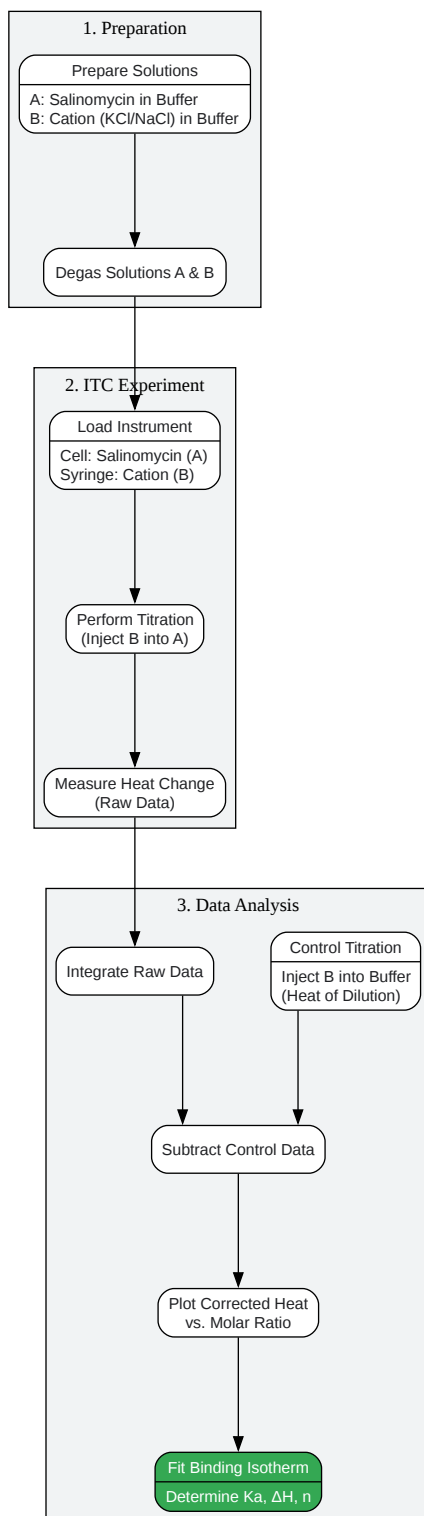 1. Preparation
Prepare Solutions
A: Salinomycin in Buffer
B: Cation (KCl/NaCl) in Buffer
Degas Solutions A & B
2. ITC Experiment
Load Instrument
Cell: Salinomycin (A)
Syringe: Cation (B)
Perform Titration
(Inject B into A)
Measure Heat Change
(Raw Data)
3. Data Analysis
Integrate Raw Data
Control Titration
Inject B into Buffer
(Heat of Dilution)
Subtract Control Data
Plot Corrected Heat
vs. Molar Ratio
Fit Binding Isotherm
Determine Ka, ΔH, n